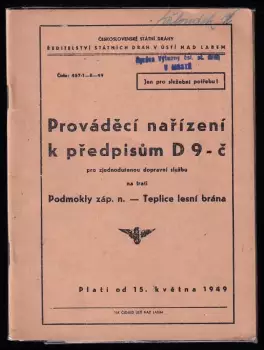 ČESKOSLOVENSKÉ STÁTNÍ DRÁHY
ŘEDITELSTVÍ STÁTNÍCH DRAH V ÚSTÍ NAD LABEM
Jen pro služební potřebu!
Prováděcí nařízení
k předpisům D 9 - č
pro zjednodušenou dopravní službu
na trati
Podmokly záp. n. — Teplice lesní brána
Platí od 15. května 1949